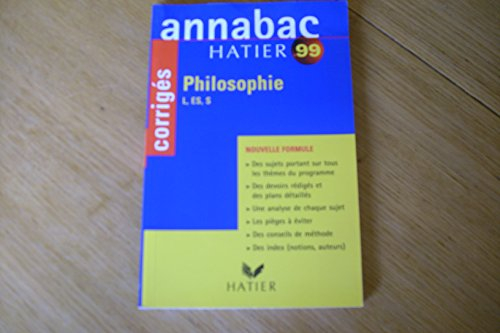 annabac
HATIER 99
corrigés
Philosophie
L, ES, S
NOUVELLE FORMULE
» Des sujets portant sur tous
les thèmes du programme
» Des devoirs rédigés et
des plans détaillés
» Une analyse de chaque sujet
» Les pièges à éviter
» Des conseils de méthode
» Des index (notions, auteurs)
HATIER